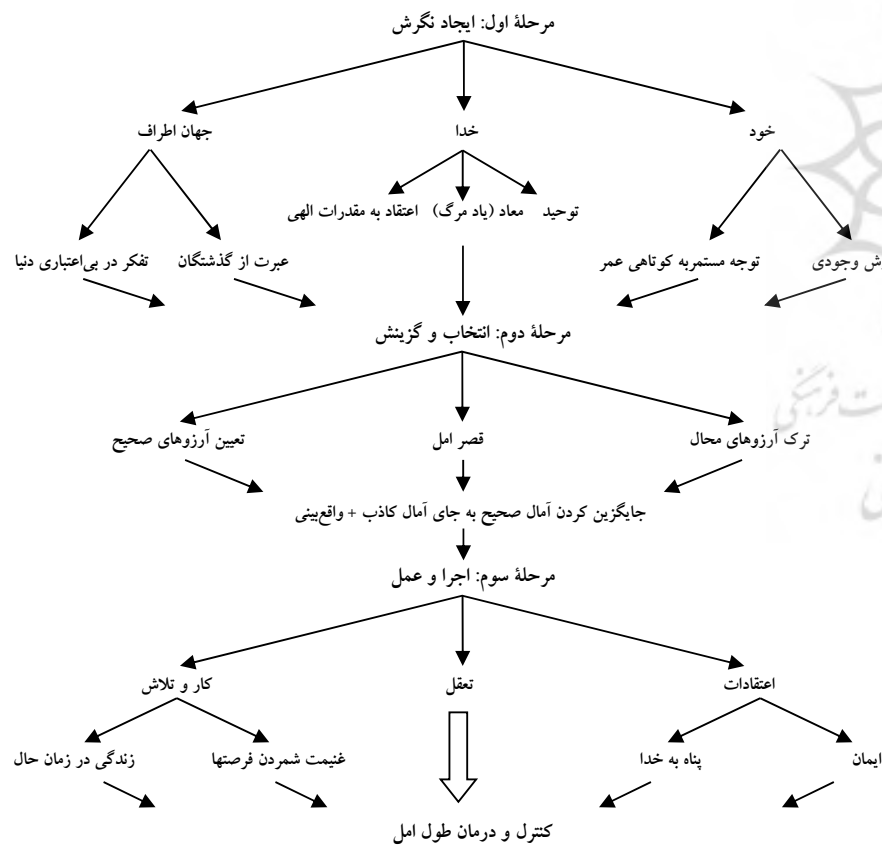 مرحلهٔ اول: ایجاد نگرش
خود
خدا
جهان اطراف
توحید
معاد (یاد مرگ)
اعتقاد به مقدرات الهی
وجودی
توجه مستمربه کوتاهی عمر
عبرت از گذشتگان
تفکر در بی‌اعتباری دنیا
مرحلهٔ دوم: انتخاب و گزینش
ترک آرزوهای محال
قصر امل
تعیین آرزوهای صحیح
جایگزین کردن آمال صحیح به جای آمال کاذب + واقع‌بینی
مرحلهٔ سوم: اجرا و عمل
اعتقادات
تعقل
کار و تلاش
ایمان
پناه به خدا
غنیمت شمردن فرصتها
زندگی در زمان حال
کنترل و درمان طول امل